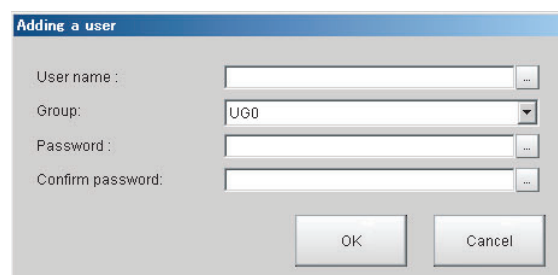 Adding a user
User name :
...
Group:
UG0
Password :
...
Confirm password:
...
OK
Cancel